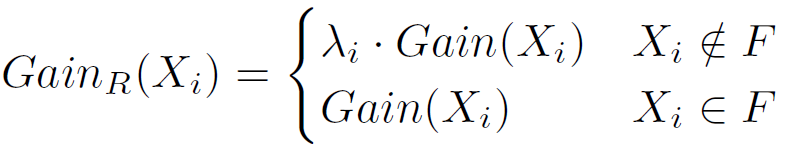 Gain_R(X_i) = { λ_i · Gain(X_i)   X_i ∉ F
Gain(X_i)   X_i ∈ F